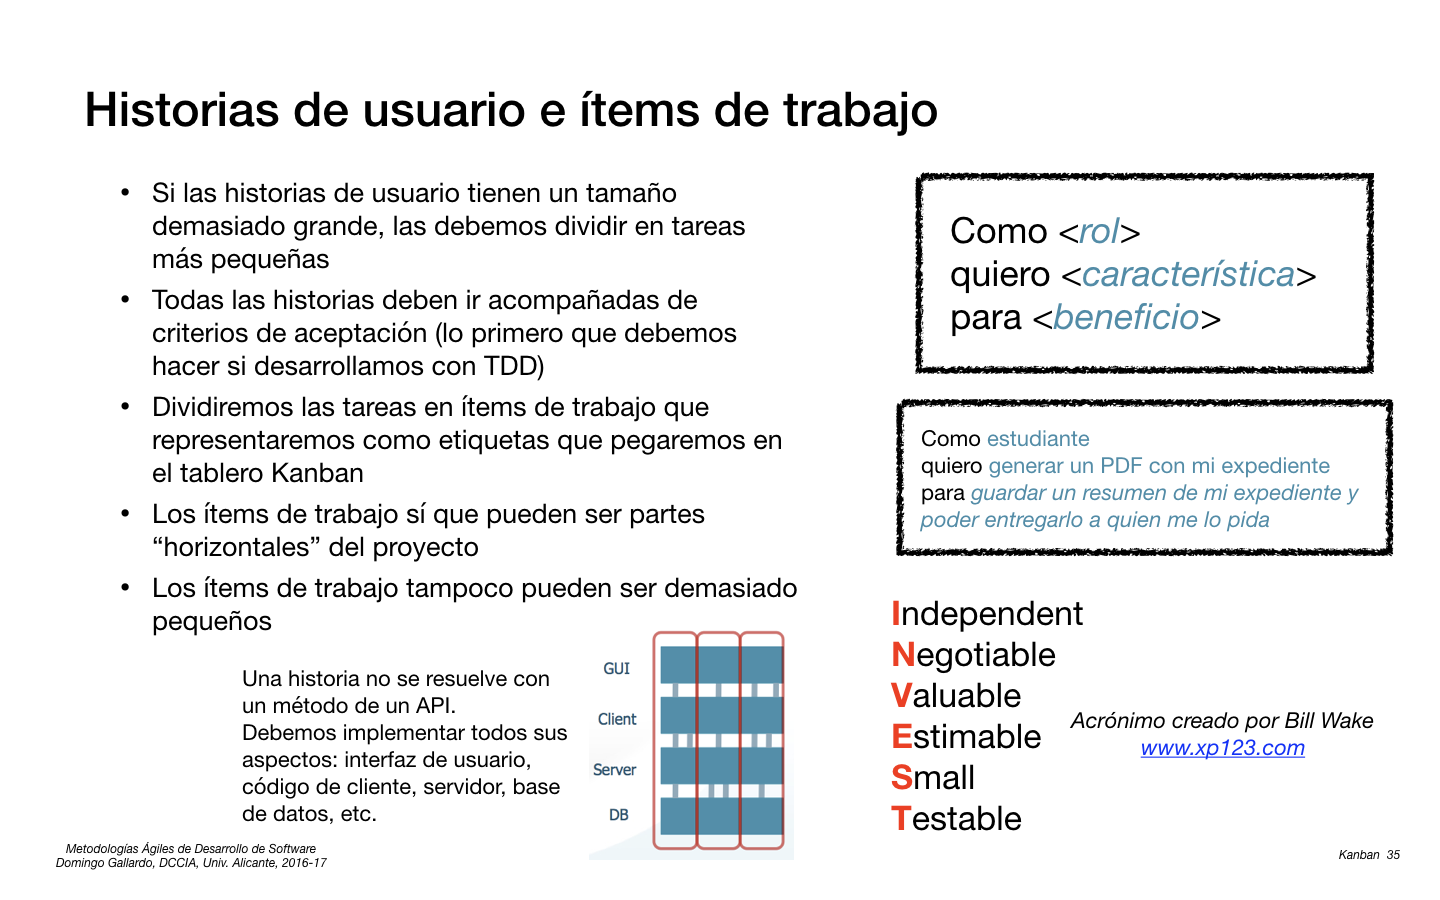 Historias de usuario e ítems de trabajo
• Si las historias de usuario tienen un tamaño
demasiado grande, las debemos dividir en tareas
más pequeñas
• Todas las historias deben ir acompañadas de
criterios de aceptación (lo primero que debemos
hacer si desarrollamos con TDD)
• Dividiremos las tareas en ítems de trabajo que
representaremos como etiquetas que pegaremos en
el tablero Kanban
• Los ítems de trabajo sí que pueden ser partes
“horizontales” del proyecto
• Los ítems de trabajo tampoco pueden ser demasiado
pequeños
Una historia no se resuelve con
un método de un API.
Debemos implementar todos sus
aspectos: interfaz de usuario,
código de cliente, servidor, base
de datos, etc.
GUI
Client
Server
DB
Como <rol>
quiero <característica>
para <beneficio>
Como estudiante
quiero generar un PDF con mi expediente
para guardar un resumen de mi expediente y
poder entregarlo a quien me lo pida
Independent
Negotiable
Valuable
Estimable
Small
Testable
Acrónimo creado por Bill Wake
www.xp123.com
Metodologías Ágiles de Desarrollo de Software
Domingo Gallardo, DCCIA, Univ. Alicante, 2016-17
Kanban 35